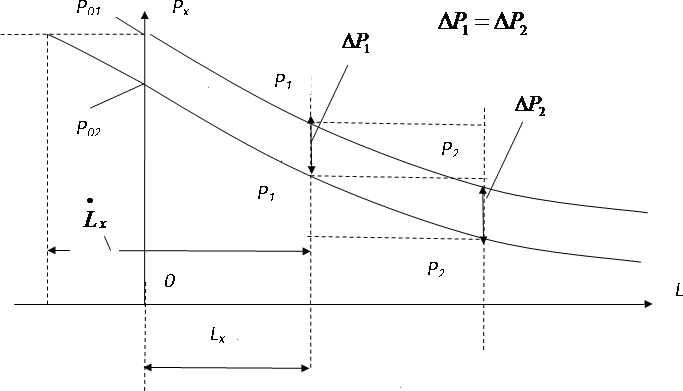 P01
Px
ΔP1 = ΔP2
P1
ΔP1
ΔP2
P02
P2
P1
L̇x
P2
0
L
Lx